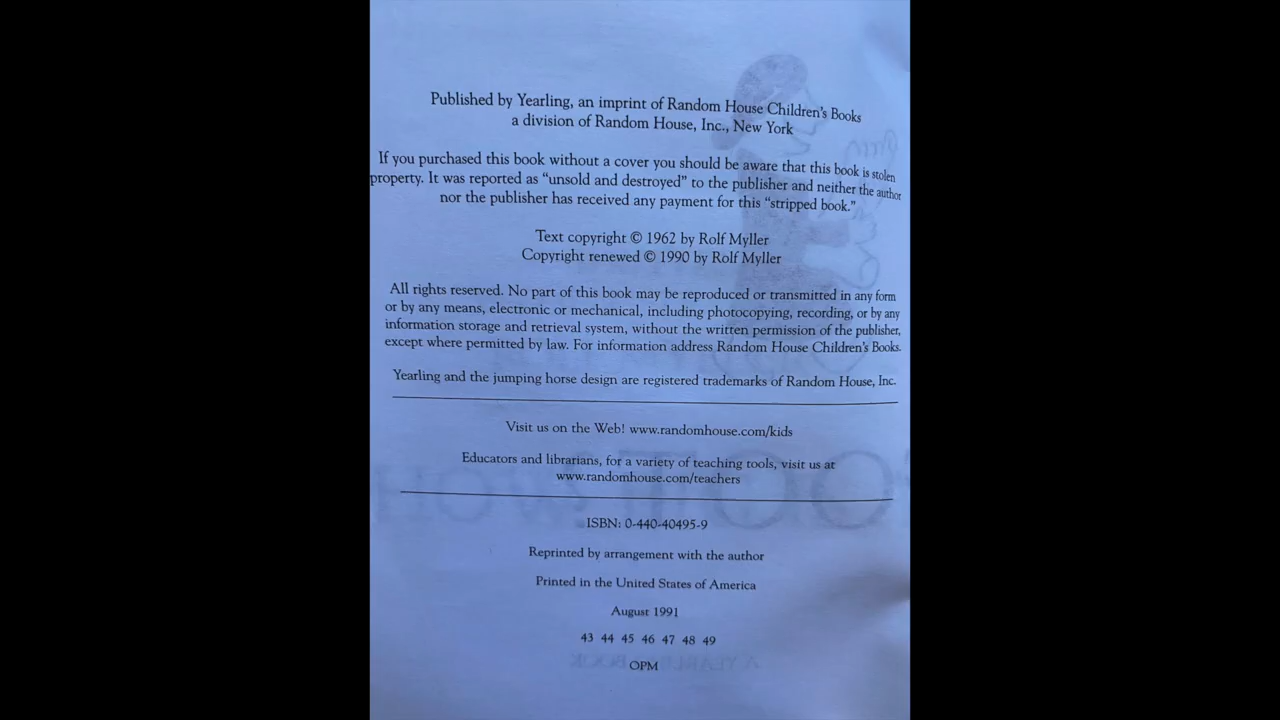 Published by Yearling, an imprint of Random House Children's Books
a division of Random House, Inc., New York
If you purchased this book without a cover you should be aware that this book is stolen
property. It was reported as "unsold and destroyed" to the publisher and neither the author
nor the publisher has received any payment for this "stripped book."
Text copyright © 1962 by Rolf Myller
Copyright renewed © 1990 by Rolf Myller
All rights reserved. No part of this book may be reproduced or transmitted in any form
or by any means, electronic or mechanical, including photocopying, recording, or by any
information storage and retrieval system, without the written permission of the publisher,
except where permitted by law. For information address Random House Children's Books.
Yearling and the jumping horse design are registered trademarks of Random House, Inc.
Visit us on the Web! www.randomhouse.com/kids
Educators and librarians, for a variety of teaching tools, visit us at
www.randomhouse.com/teachers
ISBN: 0-440-40495-9
Reprinted by arrangement with the author
Printed in the United States of America
August 1991
43 44 45 46 47 48 49
OPM